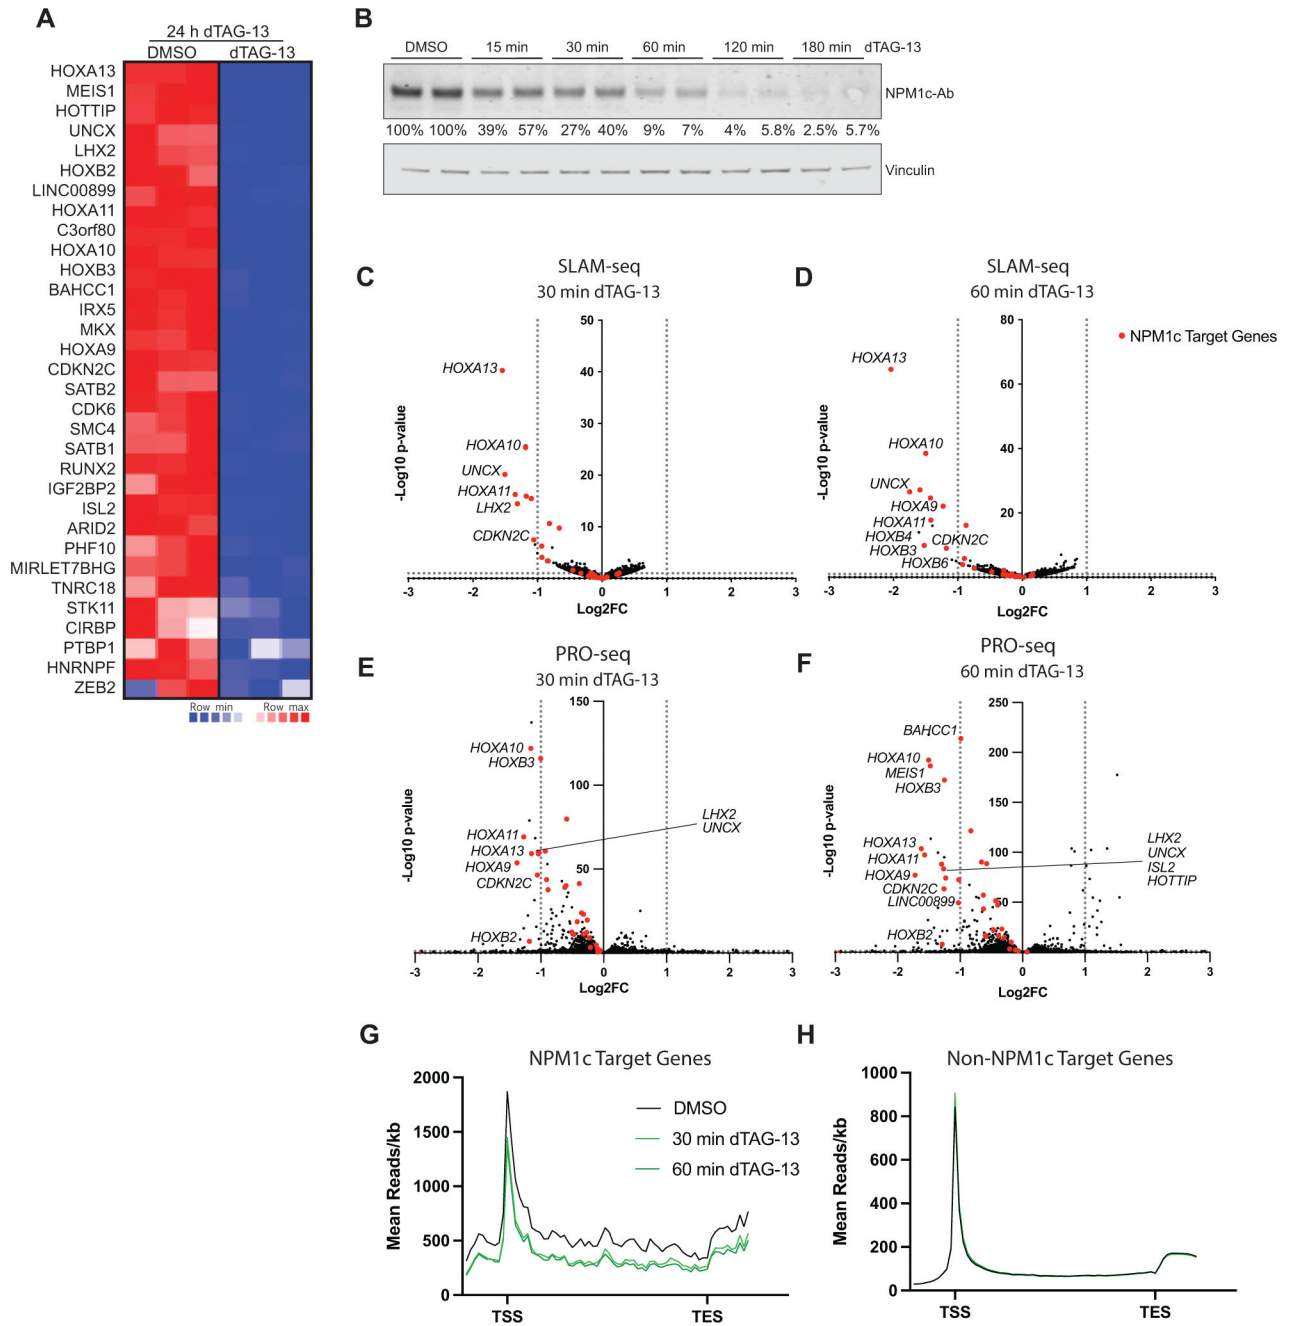 A
24 h dTAG-13
DMSO dTAG-13
HOXA13
MEIS1
HOTTIP
UNCX
LHX2
HOXB2
LINC00899
HOXA11
C3orf80
HOXA10
HOXB3
BAHCC1
IRX5
MKX
HOXA9
CDKN2C
SATB2
CDK6
SMC4
SATB1
RUNX2
IGF2BP2
ISL2
ARID2
PHF10
MIRLET7BHG
TNRC18
STK11
CIRBP
PTBP1
HNRNPF
ZEB2
Row min Row max
B
DMSO 15 min 30 min 60 min 120 min 180 min dTAG-13
NPM1c-Ab
100% 100% 39% 57% 27% 40% 9% 7% 4% 5.8% 2.5% 5.7%
Vinculin
C
SLAM-seq
30 min dTAG-13
50
40
30
20
10
-Log10 p-value
HOXA13
HOXA10
UNCX
HOXA11
LHX2
CDKN2C
-3 -2 -1 0 1 2 3
Log2FC
D
SLAM-seq
60 min dTAG-13
NPM1c Target Genes
80
60
40
20
-Log10 p-value
HOXA13
HOXA10
UNCX
HOXA9
HOXA11
HOXB4
CDKN2C
HOXB3
HOXB6
-3 -2 -1 0 1 2 3
Log2FC
E
PRO-seq
30 min dTAG-13
150
100
50
-Log10 p-value
HOXA10
HOXB3
LHX2
UNCX
HOXA11
HOXA13
HOXA9
CDKN2C
HOXB2
-3 -2 -1 0 1 2 3
Log2FC
F
PRO-seq
60 min dTAG-13
250
200
150
100
50
-Log10 p-value
BAHCC1
HOXA10
MEIS1
HOXB3
HOXA13
HOXA11
HOXA9
CDKN2C
LINC00899
HOXB2
LHX2
UNCX
ISL2
HOTTIP
-3 -2 -1 0 1 2 3
Log2FC
G
NPM1c Target Genes
2000
1500
1000
500
0
Mean Reads/kb
DMSO
30 min dTAG-13
60 min dTAG-13
TSS TES
H
Non-NPM1c Target Genes
1000
800
600
400
200
0
Mean Reads/kb
TSS TES